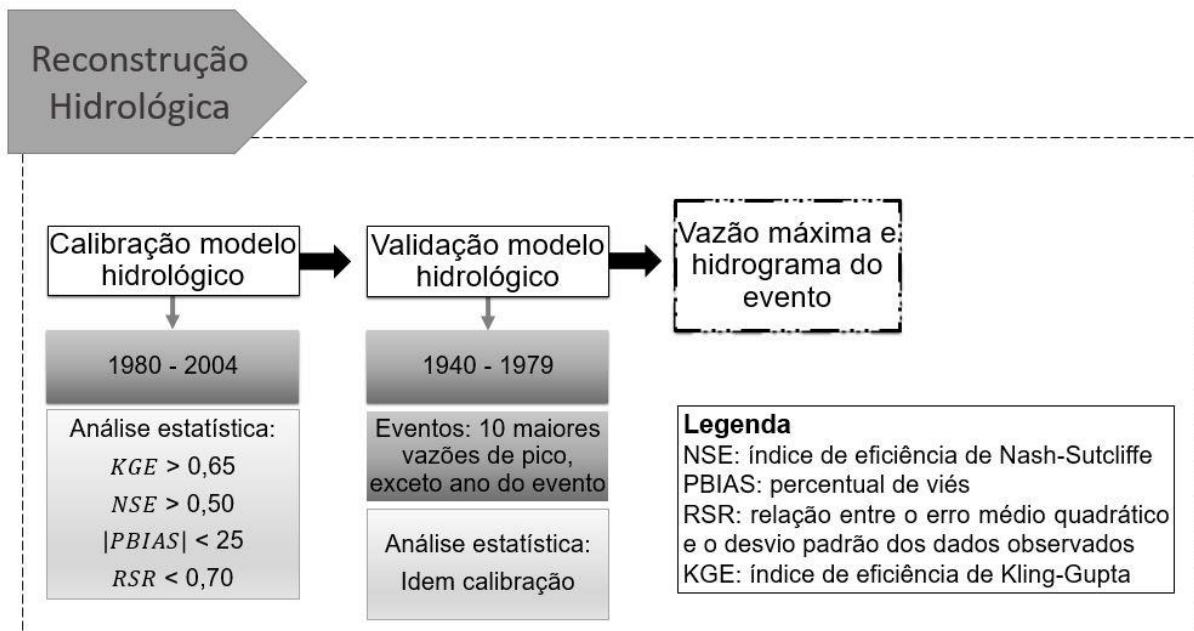 Reconstrução
Hidrológica
Calibração modelo
hidrológico
Validação modelo
hidrológico
Vazão máxima e
hidrograma do
evento
1980 - 2004
1940 - 1979
Análise estatística:
KGE > 0,65
NSE > 0,50
|PBIAS| < 25
RSR < 0,70
Eventos: 10 maiores
vazões de pico,
exceto ano do evento
Análise estatística:
Idem calibração
Legenda
NSE: índice de eficiência de Nash-Sutcliffe
PBIAS: percentual de viés
RSR: relação entre o erro médio quadrático
e o desvio padrão dos dados observados
KGE: índice de eficiência de Kling-Gupta